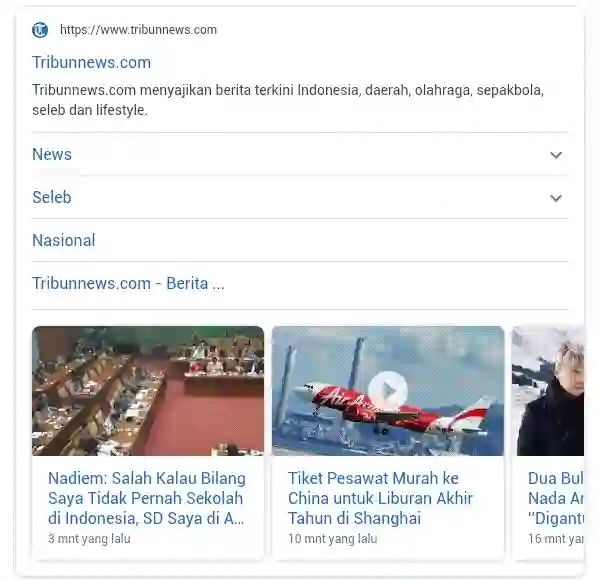 https://www.tribunnews.com
Tribunnews.com
Tribunnews.com menyajikan berita terkini Indonesia, daerah, olahraga, sepakbola,
seleb dan lifestyle.
News
Seleb
Nasional
Tribunnews.com - Berita ...
Nadiem: Salah Kalau Bilang
Saya Tidak Pernah Sekolah
di Indonesia, SD Saya di A...
3 mnt yang lalu
AirAsia
Tiket Pesawat Murah ke
China untuk Liburan Akhir
Tahun di Shanghai
10 mnt yang lalu
Dua Bul
Nada Ar
"Digantu
16 mnt yar